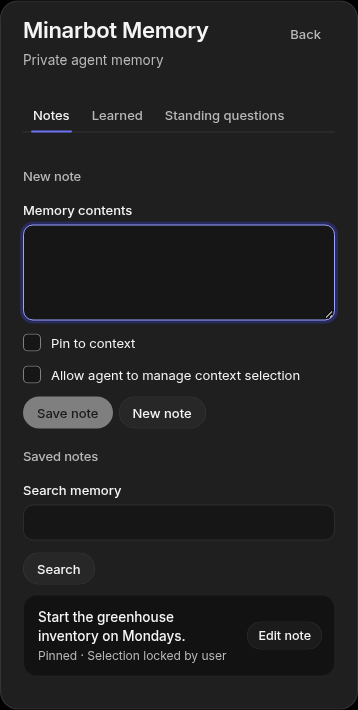 Minarbot Memory
Back
Private agent memory
Notes
Learned
Standing questions
New note
Memory contents
Pin to context
Allow agent to manage context selection
Save note
New note
Saved notes
Search memory
Search
Start the greenhouse
inventory on Mondays.
Pinned · Selection locked by user
Edit note